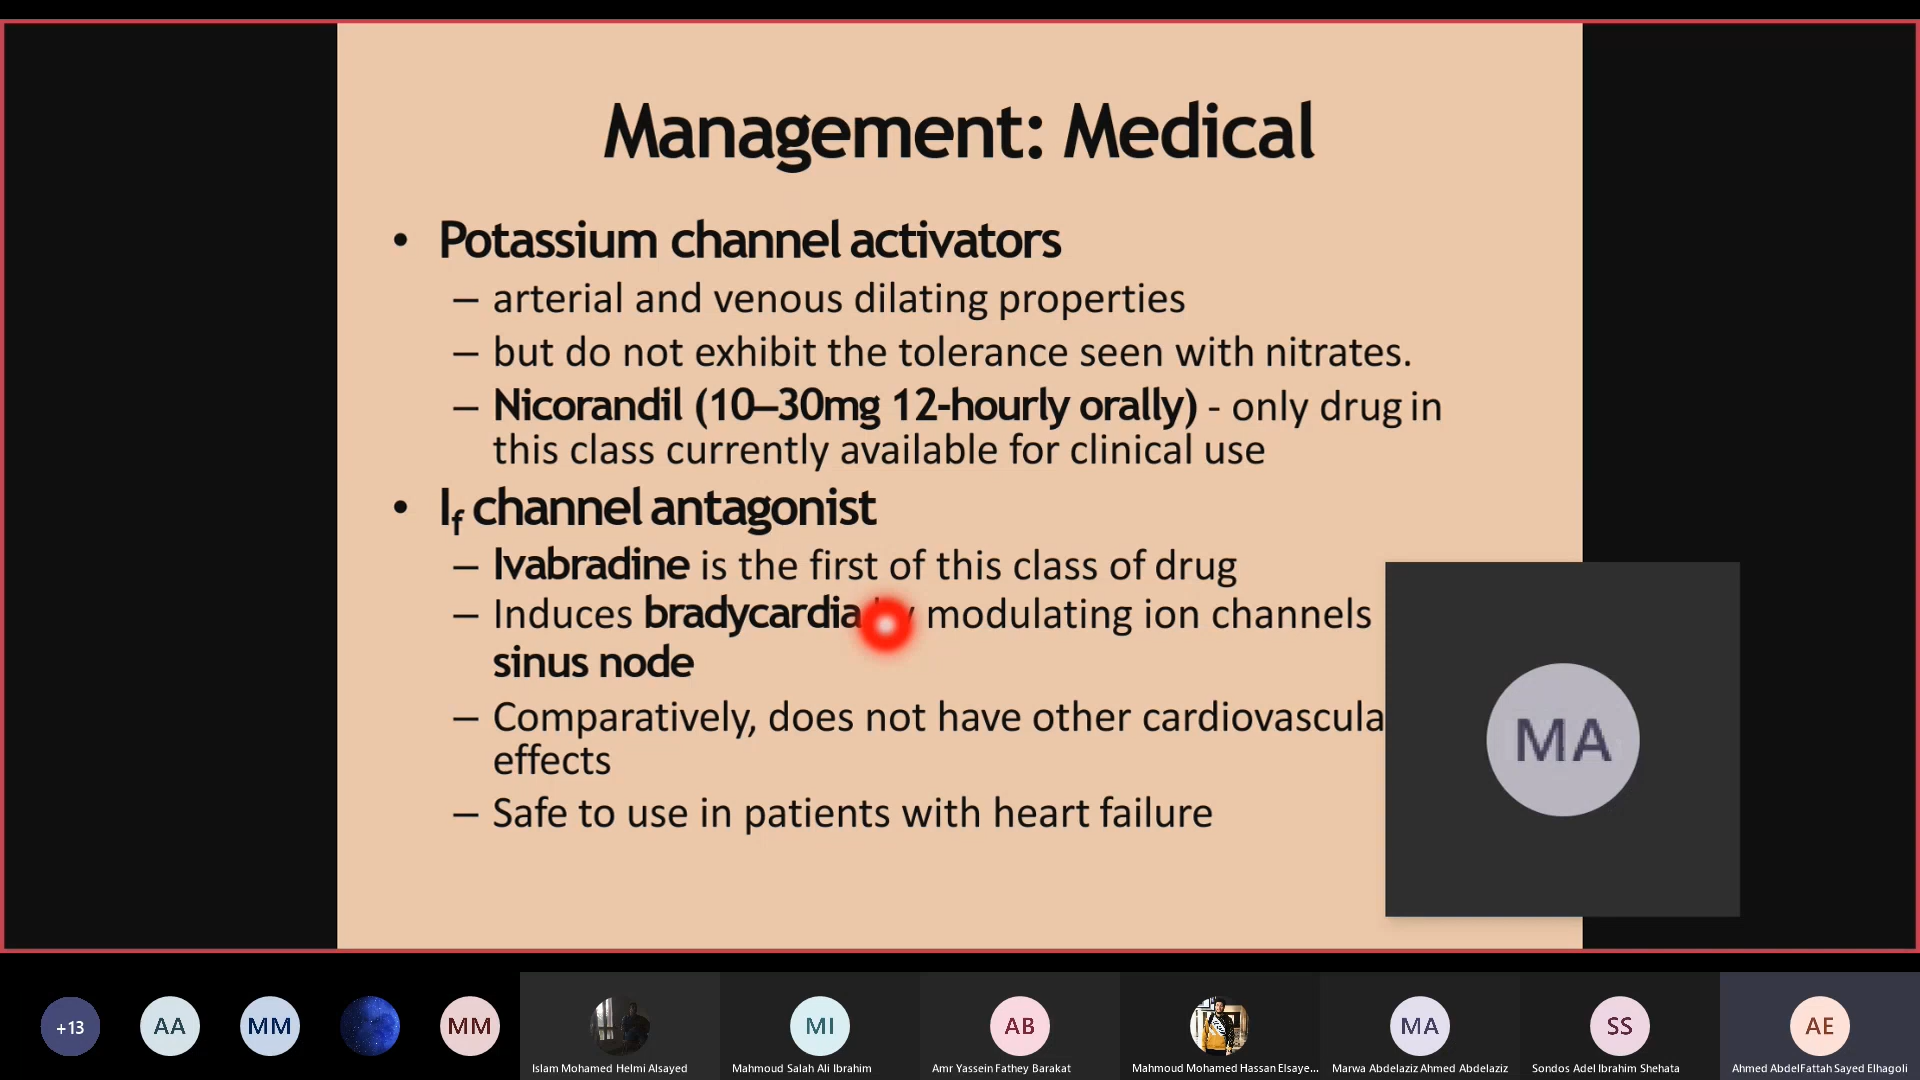 Management: Medical
• Potassium channel activators
– arterial and venous dilating properties
– but do not exhibit the tolerance seen with nitrates.
– Nicorandil (10–30mg 12-hourly orally) - only drug in
this class currently available for clinical use
• If channel antagonist
– Ivabradine is the first of this class of drug
– Induces bradycardia modulating ion channels
sinus node
– Comparatively, does not have other cardiovascula
effects
– Safe to use in patients with heart failure
MA
+13
AA
MM
MM
MI
AB
MA
SS
AE
Islam Mohamed Helmi Alsayed
Mahmoud Salah Ali Ibrahim
Amr Yassein Fathey Barakat
Mahmoud Mohamed Hassan Elsaye...
Marwa Abdelaziz Ahmed Abdelaziz
Sondos Adel Ibrahim Shehata
Ahmed AbdelFattah Sayed Elhagoli